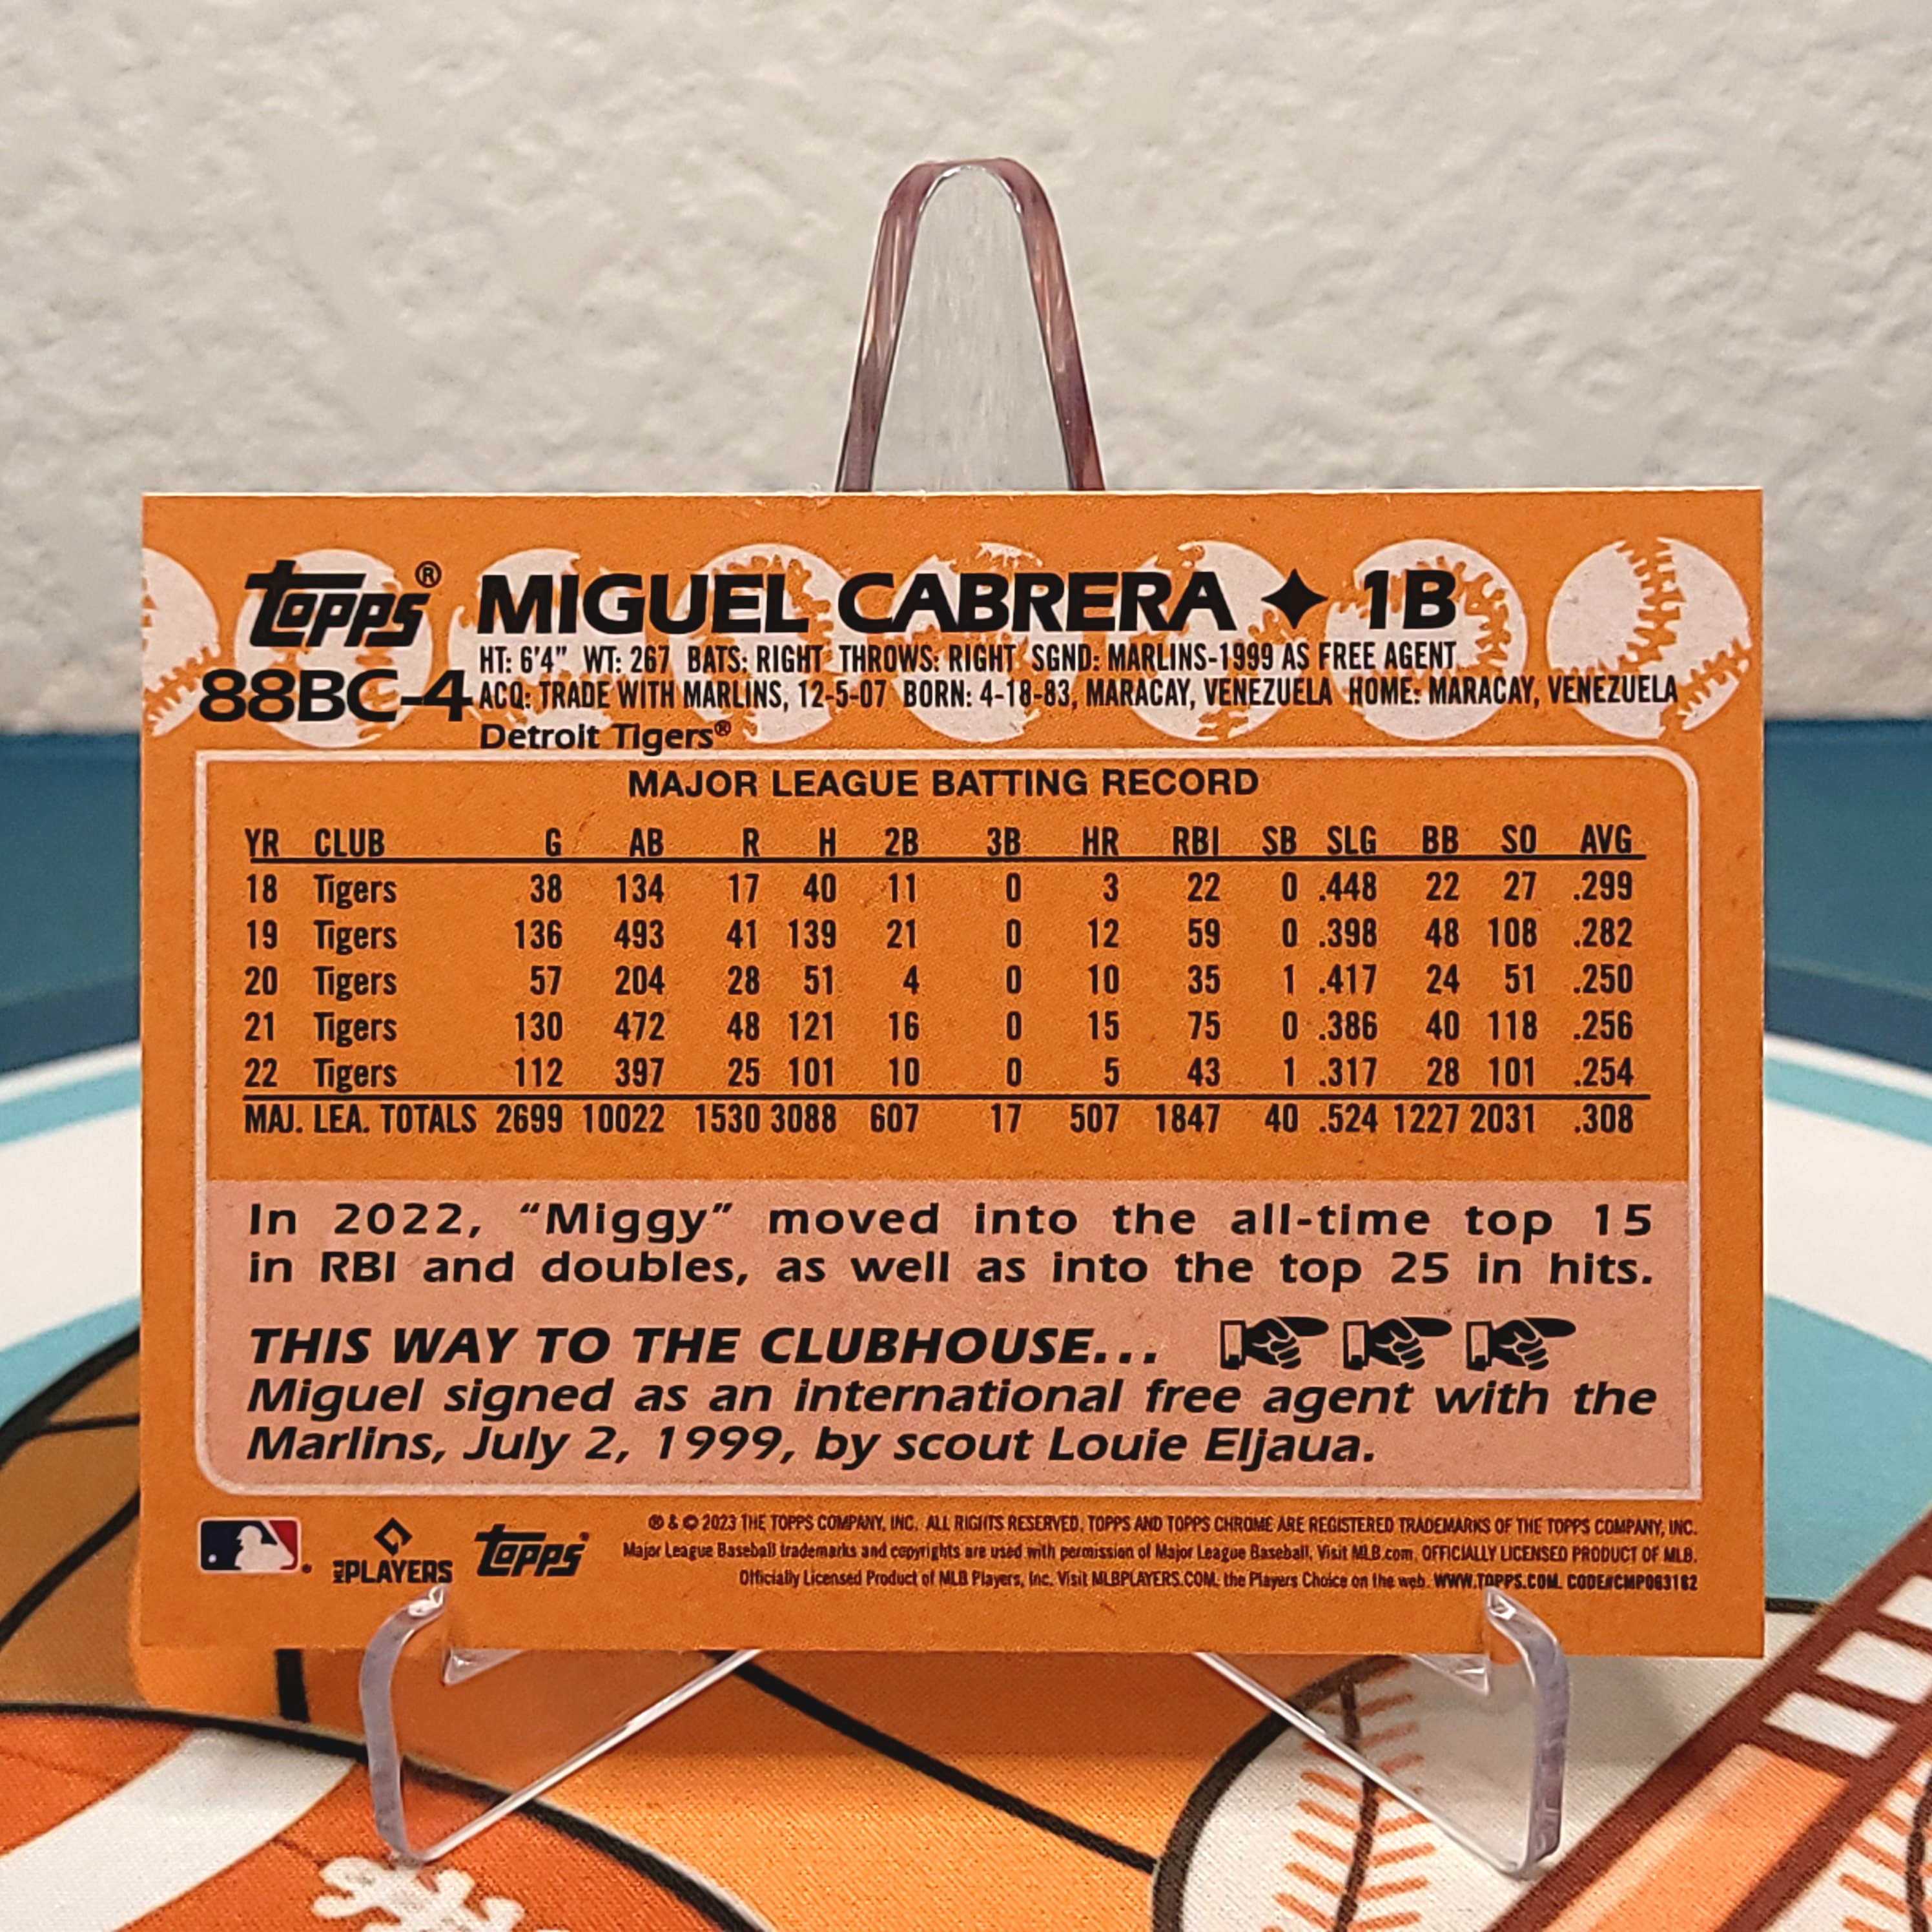 Topps®
MIGUEL CABRERA ✦ 1B
88BC-4
HT: 6'4" WT: 267 BATS: RIGHT THROWS: RIGHT SGND: MARLINS-1999 AS FREE AGENT
ACQ: TRADE WITH MARLINS, 12-5-07 BORN: 4-18-83, MARACAY, VENEZUELA HOME: MARACAY, VENEZUELA
Detroit Tigers®
MAJOR LEAGUE BATTING RECORD
YR CLUB G AB R H 2B 3B HR RBI SB SLG BB SO AVG
18 Tigers 38 134 17 40 11 0 3 22 0 .448 22 27 .299
19 Tigers 136 493 41 139 21 0 12 59 0 .398 48 108 .282
20 Tigers 57 204 28 51 4 0 10 35 1 .417 24 51 .250
21 Tigers 130 472 48 121 16 0 15 75 0 .386 40 118 .256
22 Tigers 112 397 25 101 10 0 5 43 1 .317 28 101 .254
MAJ. LEA. TOTALS 2699 10022 1530 3088 607 17 507 1847 40 .524 1227 2031 .308
In 2022, “Miggy” moved into the all-time top 15
in RBI and doubles, as well as into the top 25 in hits.
THIS WAY TO THE CLUBHOUSE...
Miguel signed as an international free agent with the
Marlins, July 2, 1999, by scout Louie Eljaua.
MLB PLAYERS
Topps®
® & © 2023 THE TOPPS COMPANY, INC. ALL RIGHTS RESERVED. TOPPS AND TOPPS CHROME ARE REGISTERED TRADEMARKS OF THE TOPPS COMPANY, INC.
Major League Baseball trademarks and copyrights are used with permission of Major League Baseball. Visit MLB.com. OFFICIALLY LICENSED PRODUCT OF MLB.
Officially Licensed Product of MLB Players, Inc. Visit MLBPLAYERS.COM, the Players Choice on the web. WWW.TOPPS.COM. CODE#CMP063162